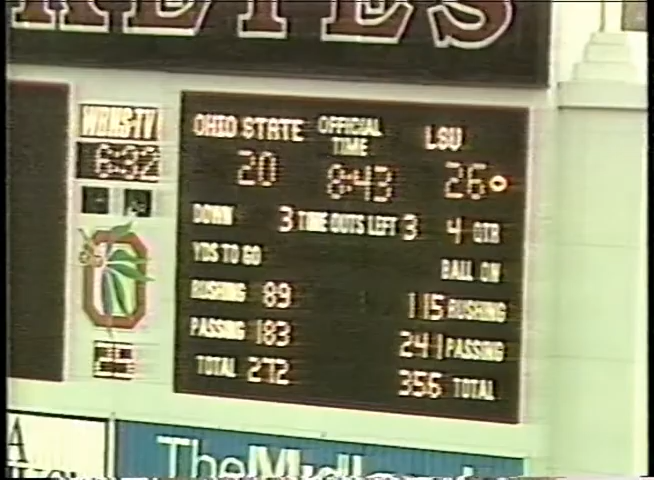 WBNS-TV
6:32
OHIO STATE OFFICIAL TIME LSU
20 8:43 26
DOWN 3 TIME OUTS LEFT 3 4 QTR
YDS TO GO BALL ON
RUSHING 89 115 RUSHING
PASSING 183 241 PASSING
TOTAL 272 356 TOTAL
25
The